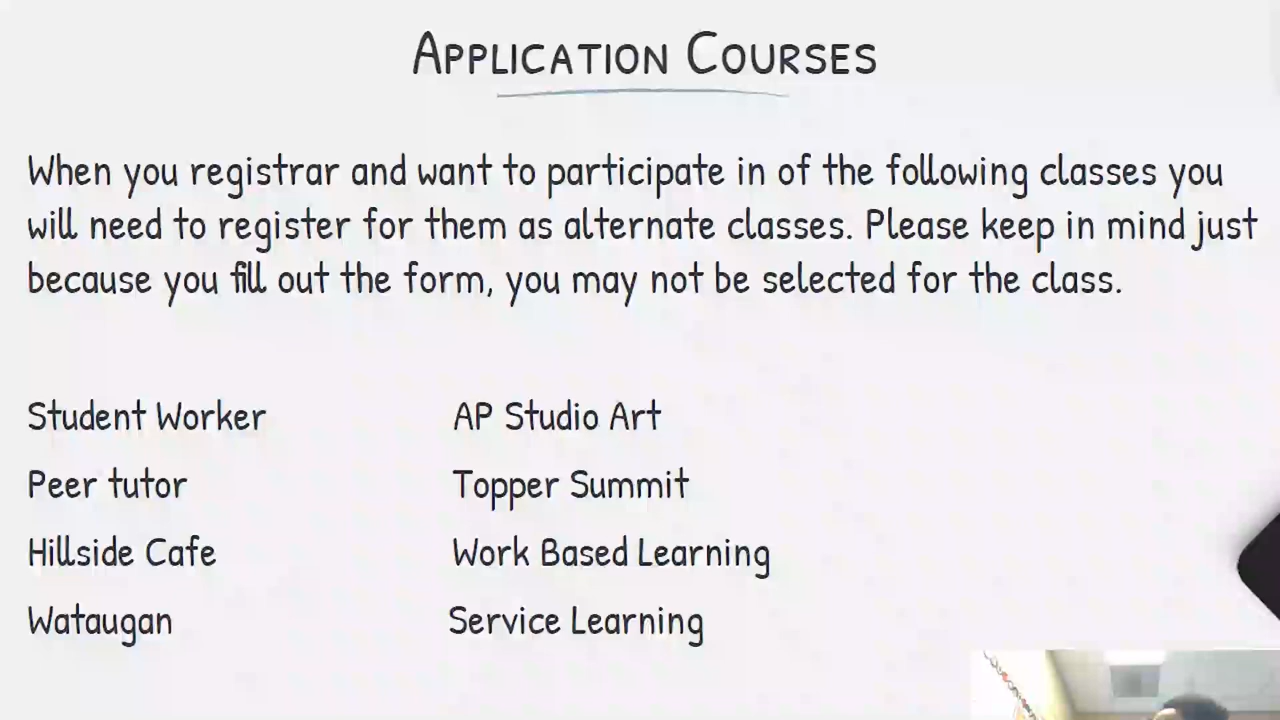 Application Courses
When you registrar and want to participate in of the following classes you
will need to register for them as alternate classes. Please keep in mind just
because you fill out the form, you may not be selected for the class.
Student Worker
Peer tutor
Hillside Cafe
Wataugan
AP Studio Art
Topper Summit
Work Based Learning
Service Learning